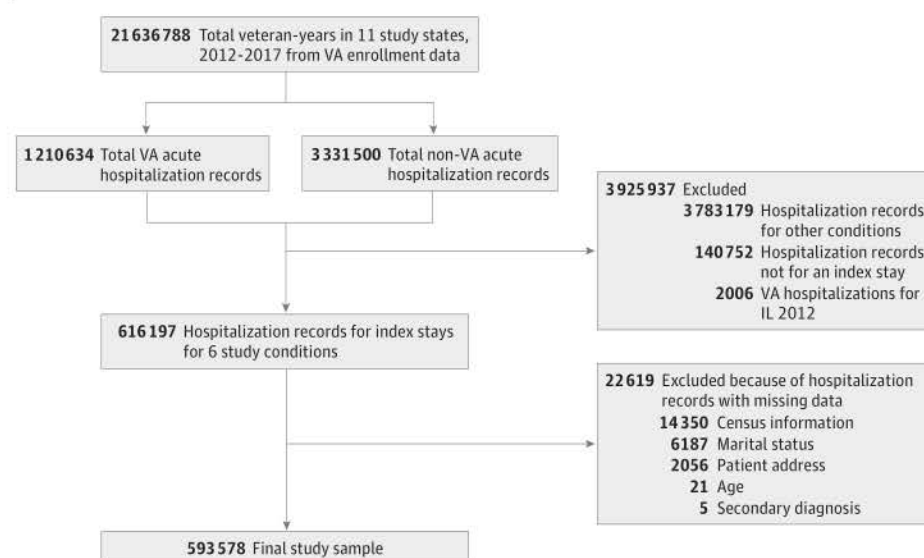 21636788 Total veteran-years in 11 study states,
2012-2017 from VA enrollment data
1210634 Total VA acute
hospitalization records
3331500 Total non-VA acute
hospitalization records
3925937 Excluded
3783179 Hospitalization records
for other conditions
140752 Hospitalization records
not for an index stay
2006 VA hospitalizations for
IL 2012
616197 Hospitalization records for index stays
for 6 study conditions
22619 Excluded because of hospitalization
records with missing data
14350 Census information
6187 Marital status
2056 Patient address
21 Age
5 Secondary diagnosis
593578 Final study sample